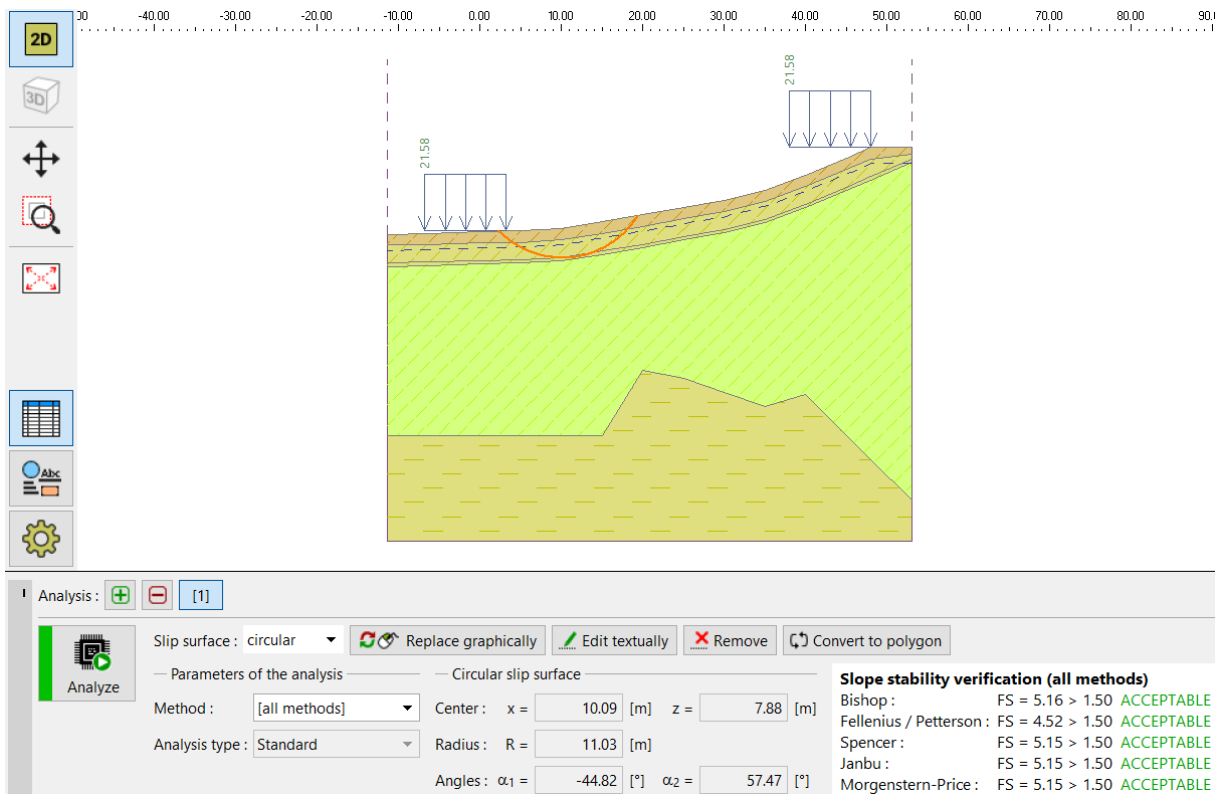 30 -40.00 -30.00 -20.00 -10.00 0.00 10.00 20.00 30.00 40.00 50.00 60.00 70.00 80.00 90.0
2D
3D
21.58
21.58
Abc
Analysis : [1]
Slip surface : circular Replace graphically Edit textually Remove Convert to polygon
Analyze
Parameters of the analysis Circular slip surface
Method : [all methods] Center : x = 10.09 [m] z = 7.88 [m]
Analysis type : Standard Radius : R = 11.03 [m]
Angles : α1 = -44.82 [°] α2 = 57.47 [°]
Slope stability verification (all methods)
Bishop : FS = 5.16 > 1.50 ACCEPTABLE
Fellenius / Petterson : FS = 4.52 > 1.50 ACCEPTABLE
Spencer : FS = 5.15 > 1.50 ACCEPTABLE
Janbu : FS = 5.15 > 1.50 ACCEPTABLE
Morgenstern-Price : FS = 5.15 > 1.50 ACCEPTABLE